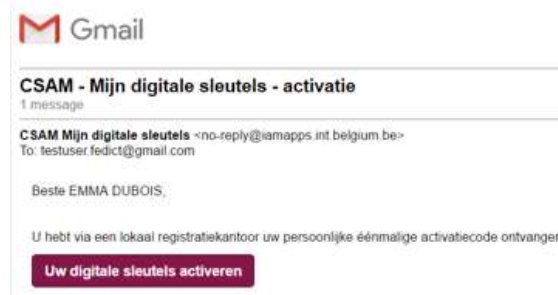 Gmail
CSAM - Mijn digitale sleutels - activatie
1 message
CSAM Mijn digitale sleutels <no-reply@iamapps.int.belgium.be>
To: testuser.fedict@gmail.com
Beste EMMA DUBOIS,
U hebt via een lokaal registratiekantoor uw persoonlijke éénmalige activatiecode ontvangen
Uw digitale sleutels activeren